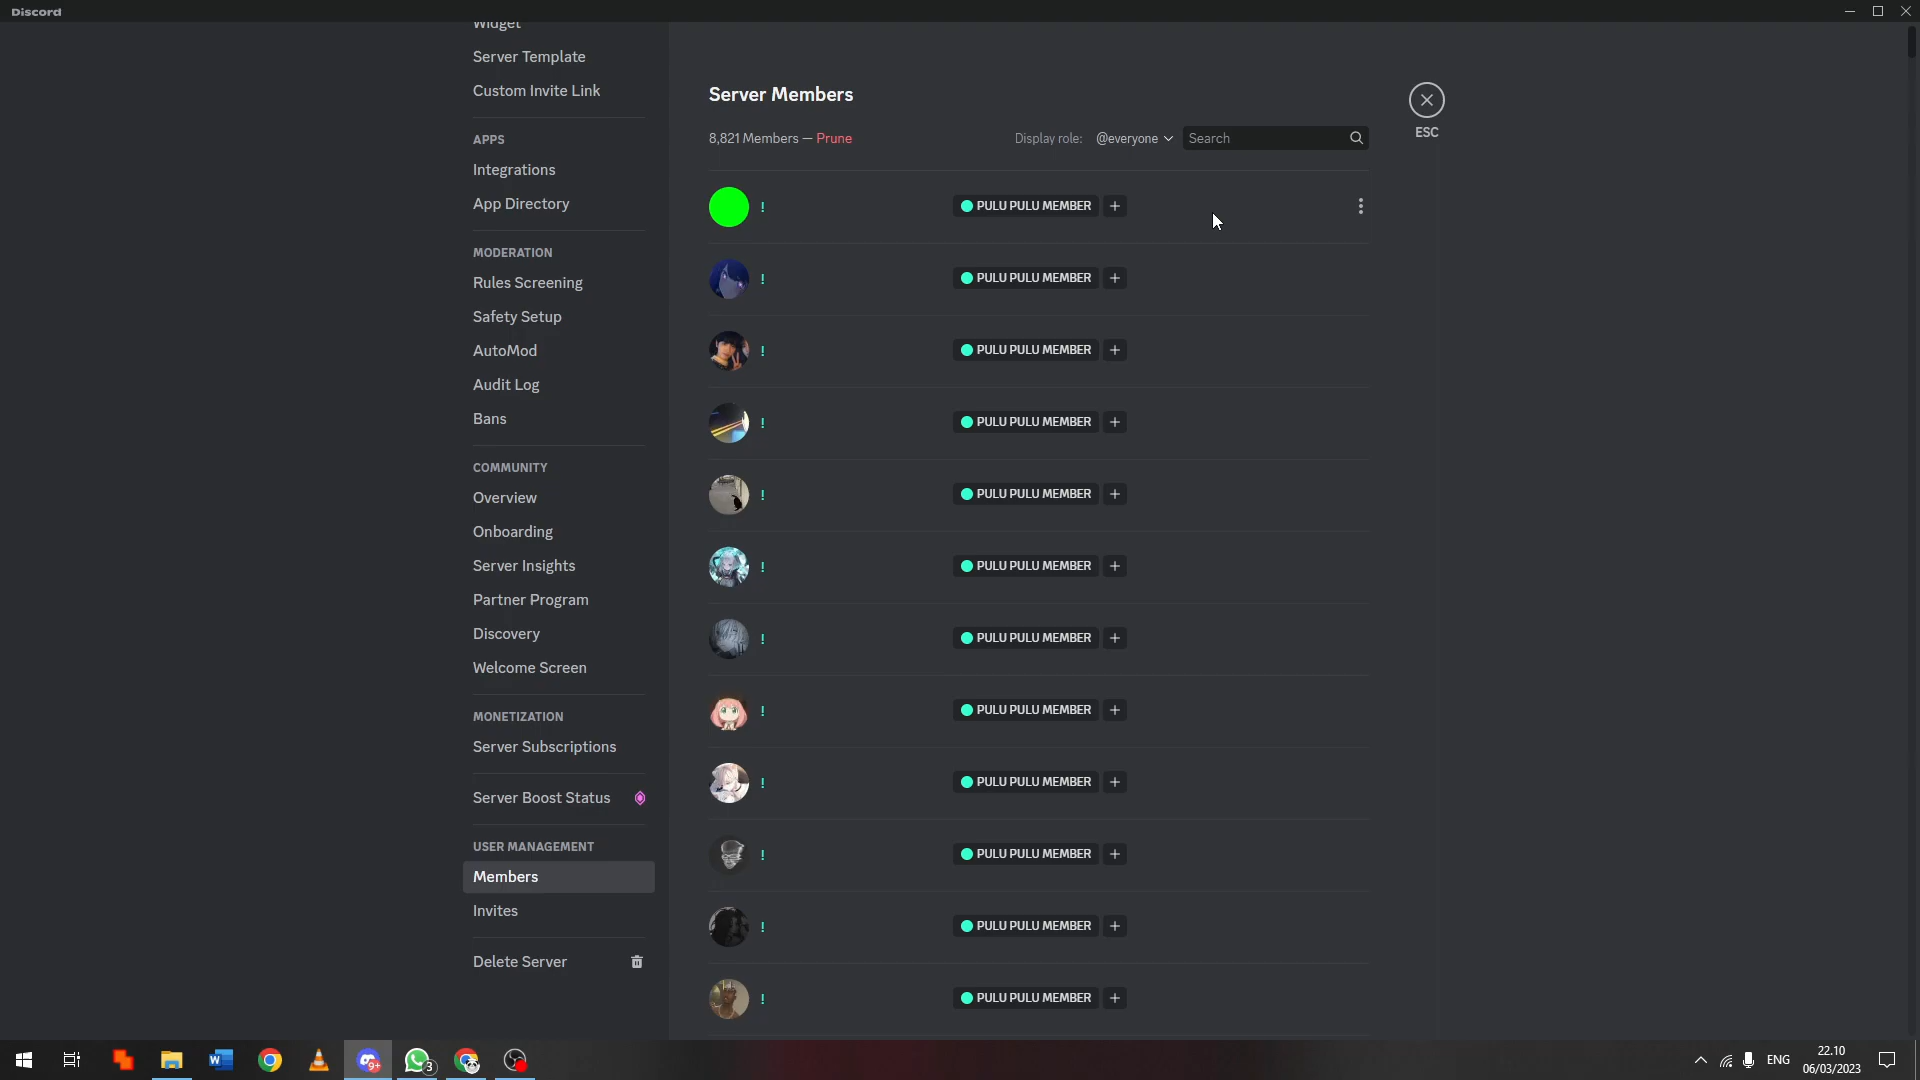 Discord
Widget
Server Template
Custom Invite Link
APPS
Integrations
App Directory
MODERATION
Rules Screening
Safety Setup
AutoMod
Audit Log
Bans
COMMUNITY
Overview
Onboarding
Server Insights
Partner Program
Discovery
Welcome Screen
MONETIZATION
Server Subscriptions
Server Boost Status
USER MANAGEMENT
Members
Invites
Delete Server
Server Members
8,821 Members — Prune
Display role: @everyone
Search
ESC
! PULU PULU MEMBER +
! PULU PULU MEMBER +
! PULU PULU MEMBER +
! PULU PULU MEMBER +
! PULU PULU MEMBER +
! PULU PULU MEMBER +
! PULU PULU MEMBER +
! PULU PULU MEMBER +
! PULU PULU MEMBER +
! PULU PULU MEMBER +
! PULU PULU MEMBER +
! PULU PULU MEMBER +
9+
3
ENG
22.10
06/03/2023